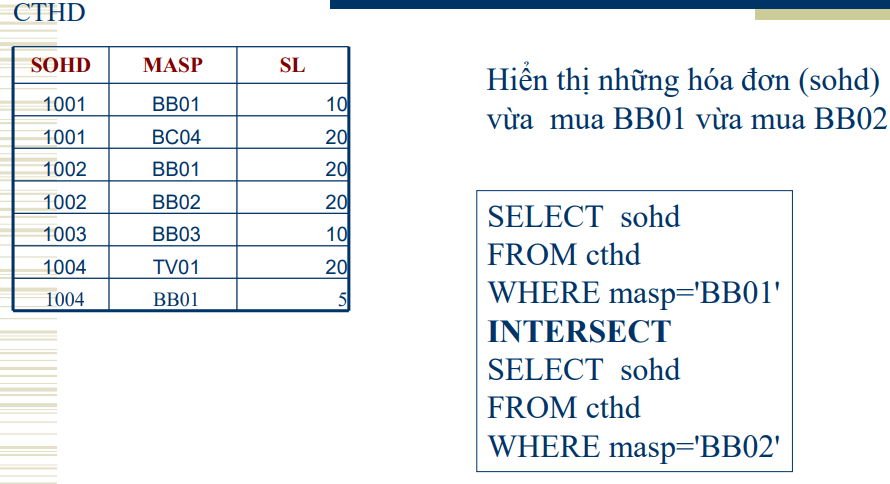 CTHD
SOHD MASP SL
1001 BB01 10
1001 BC04 20
1002 BB01 20
1002 BB02 20
1003 BB03 10
1004 TV01 20
1004 BB01 5
Hiển thị những hóa đơn (sohd)
vừa mua BB01 vừa mua BB02
SELECT sohd
FROM cthd
WHERE masp='BB01'
INTERSECT
SELECT sohd
FROM cthd
WHERE masp='BB02'